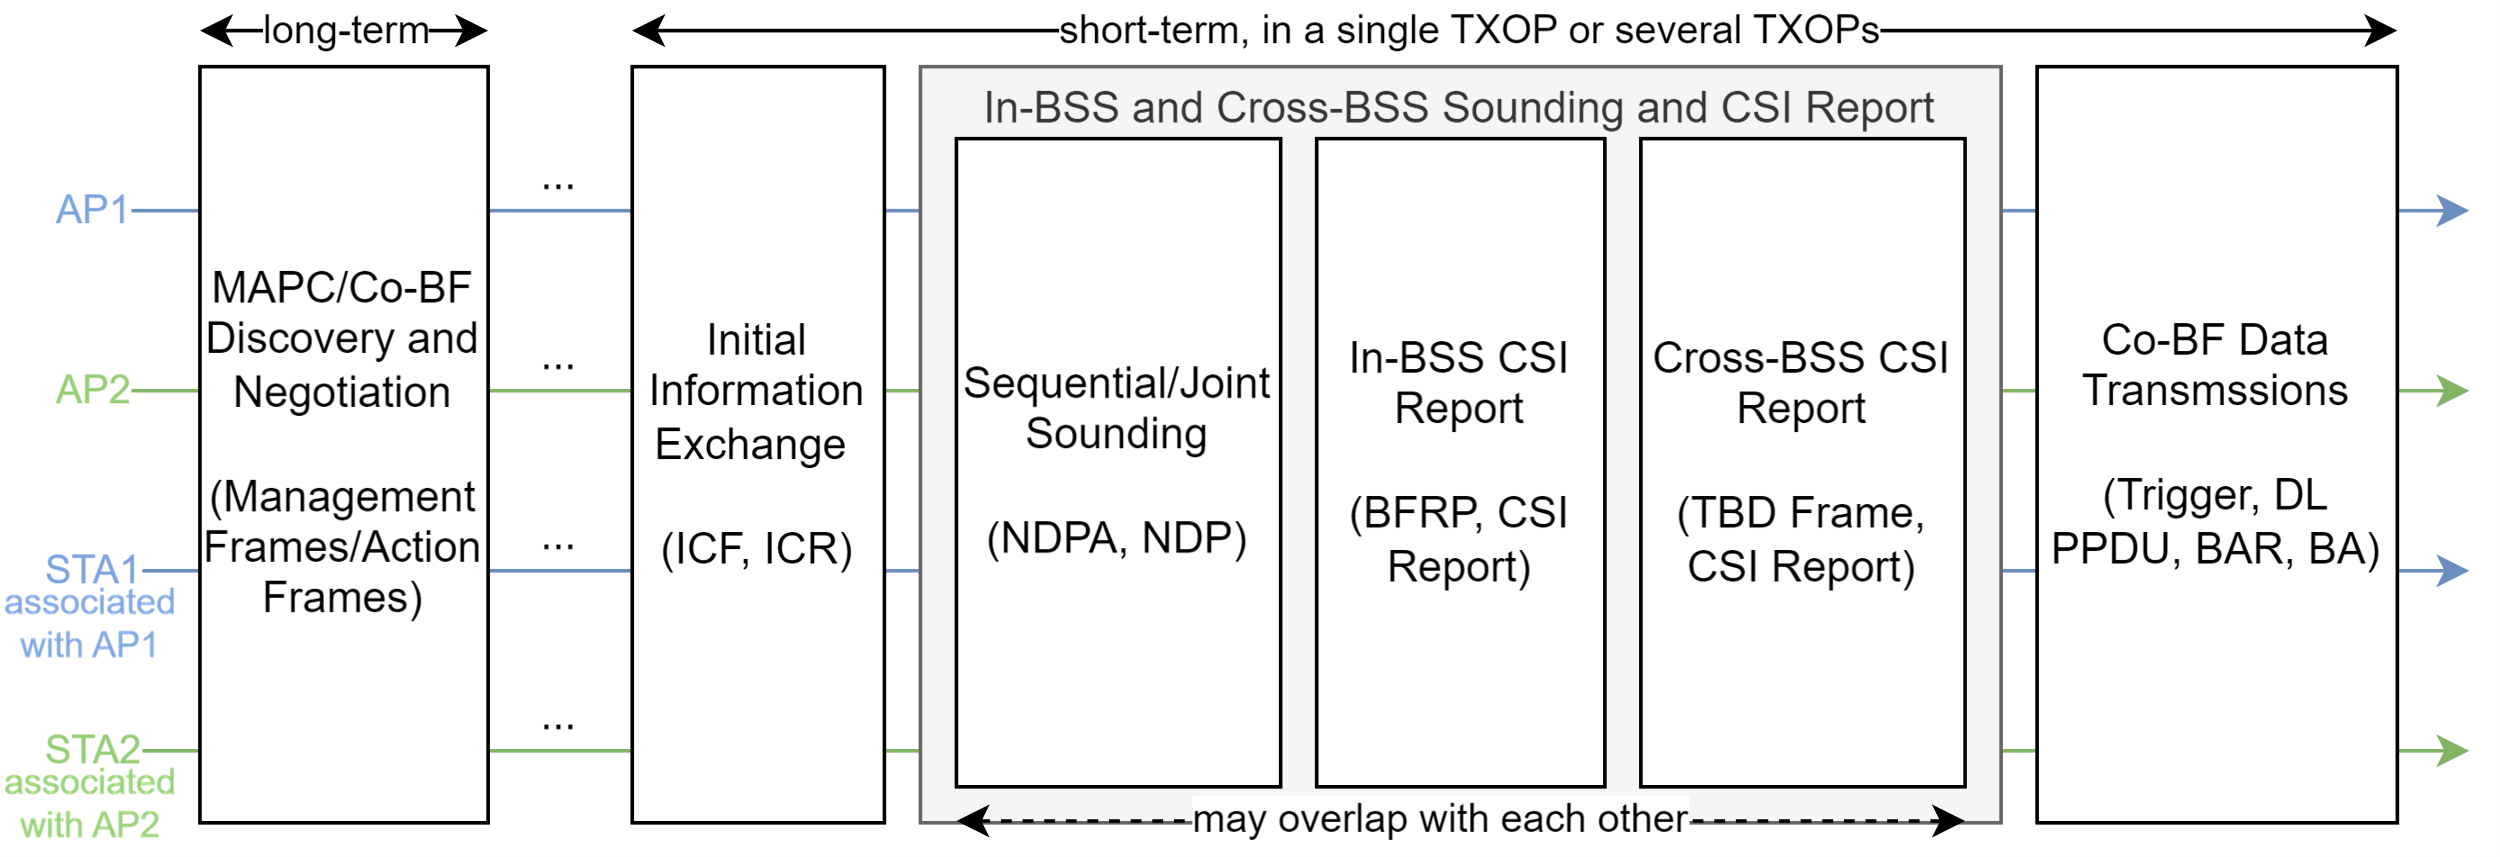 long-term
short-term, in a single TXOP or several TXOPs
In-BSS and Cross-BSS Sounding and CSI Report
AP1
AP2
STA1
associated
with AP1
STA2
associated
with AP2
MAPC/Co-BF
Discovery and
Negotiation
(Management
Frames/Action
Frames)
...
...
...
...
Initial
Information
Exchange
(ICF, ICR)
Sequential/Joint
Sounding
(NDPA, NDP)
In-BSS CSI
Report
(BFRP, CSI
Report)
Cross-BSS CSI
Report
(TBD Frame,
CSI Report)
may overlap with each other
Co-BF Data
Transmssions
(Trigger, DL
PPDU, BAR, BA)